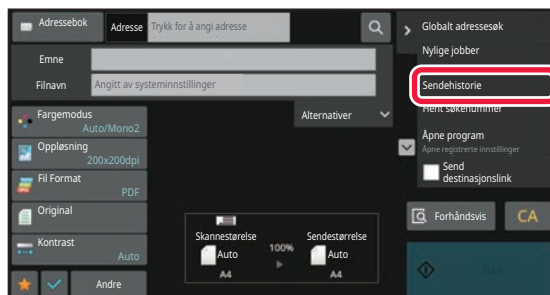 Adressebok
Adresse
Trykk for å angi adresse
Emne
Filnavn
Angitt av systeminnstillinger
Fargemodus
Auto/Mono2
Oppløsning
200x200dpi
Fil Format
PDF
Original
Kontrast
Auto
Andre
Alternativer
Skannestørelse
Auto
A4
100%
Sendestørrelse
Auto
A4
Globalt adressesøk
Nylige jobber
Sendehistorie
Hent søkenummer
Åpne program
Åpne registrerte innstillinger
Send
destinasjonslink
Forhåndsvis
CA
Start